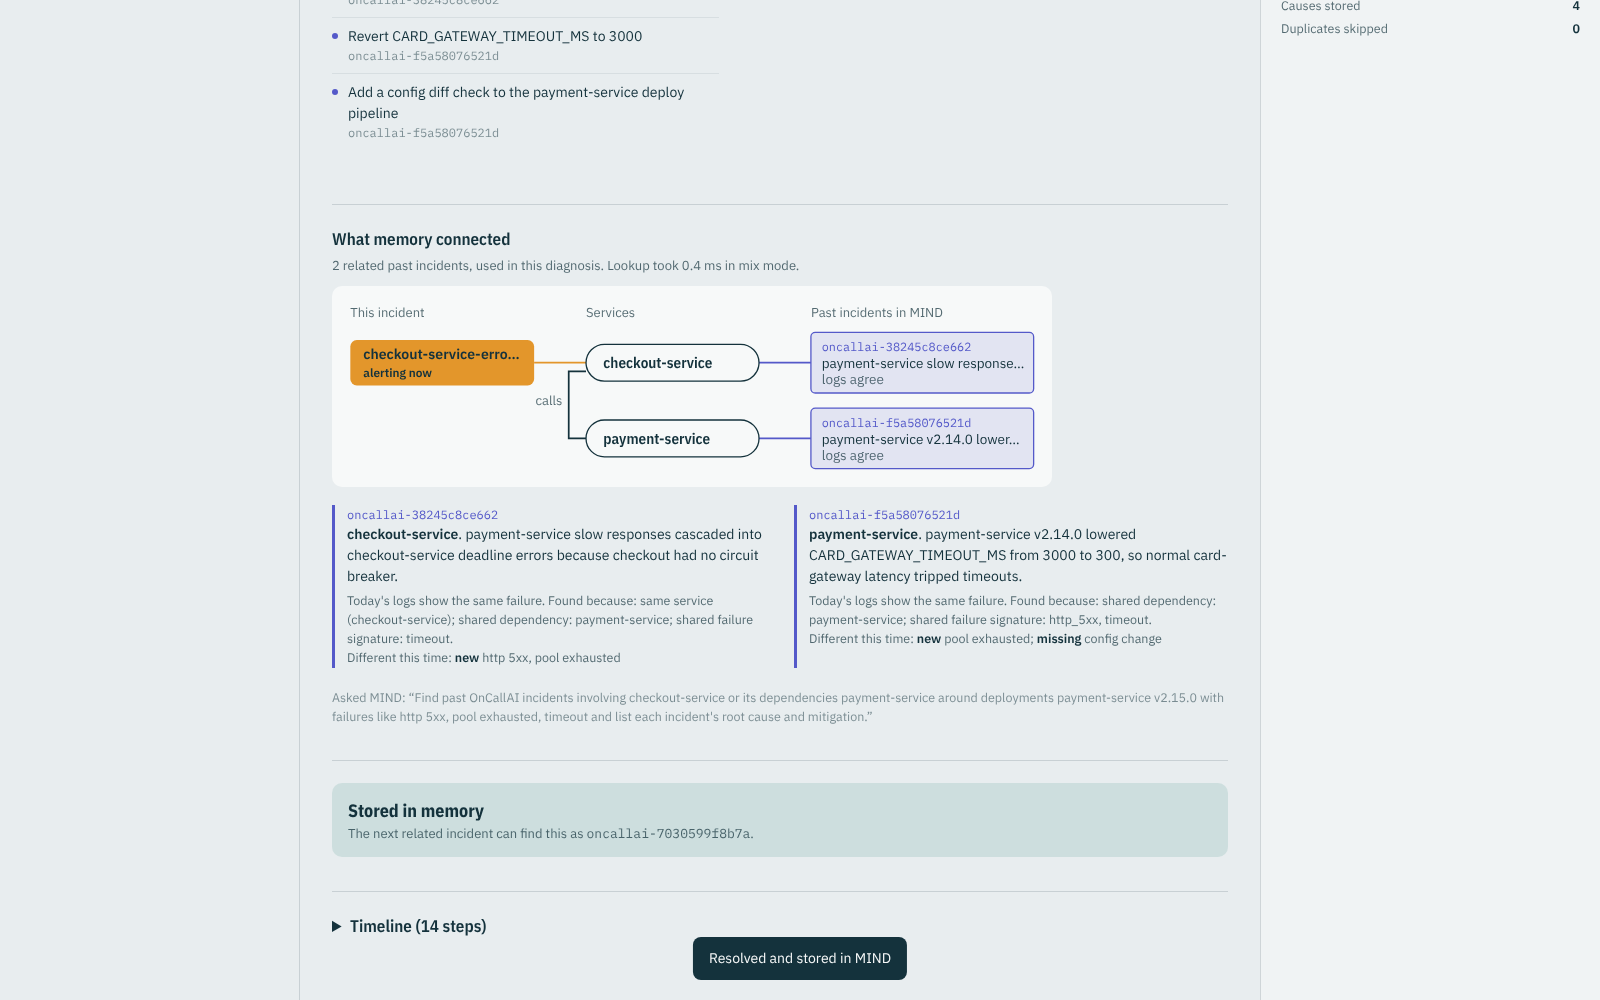 oncallai-38245c8ce662
Revert CARD_GATEWAY_TIMEOUT_MS to 3000
oncallai-f5a58076521d
Add a config diff check to the payment-service deploy
pipeline
oncallai-f5a58076521d
Causes stored 4
Duplicates skipped 0
What memory connected
2 related past incidents, used in this diagnosis. Lookup took 0.4 ms in mix mode.
This incident
Services
Past incidents in MIND
checkout-service-erro...
alerting now
checkout-service
oncallai-38245c8ce662
payment-service slow response...
logs agree
calls
payment-service
oncallai-f5a58076521d
payment-service v2.14.0 lower...
logs agree
oncallai-38245c8ce662
checkout-service. payment-service slow responses cascaded into
checkout-service deadline errors because checkout had no circuit
breaker.
Today's logs show the same failure. Found because: same service
(checkout-service); shared dependency: payment-service; shared failure
signature: timeout.
Different this time: new http 5xx, pool exhausted
oncallai-f5a58076521d
payment-service. payment-service v2.14.0 lowered
CARD_GATEWAY_TIMEOUT_MS from 3000 to 300, so normal card-
gateway latency tripped timeouts.
Today's logs show the same failure. Found because: shared dependency:
payment-service; shared failure signature: http_5xx, timeout.
Different this time: new pool exhausted; missing config change
Asked MIND: “Find past OnCallAI incidents involving checkout-service or its dependencies payment-service around deployments payment-service v2.15.0 with
failures like http 5xx, pool exhausted, timeout and list each incident's root cause and mitigation.”
Stored in memory
The next related incident can find this as oncallai-7030599f8b7a.
Timeline (14 steps)
Resolved and stored in MIND